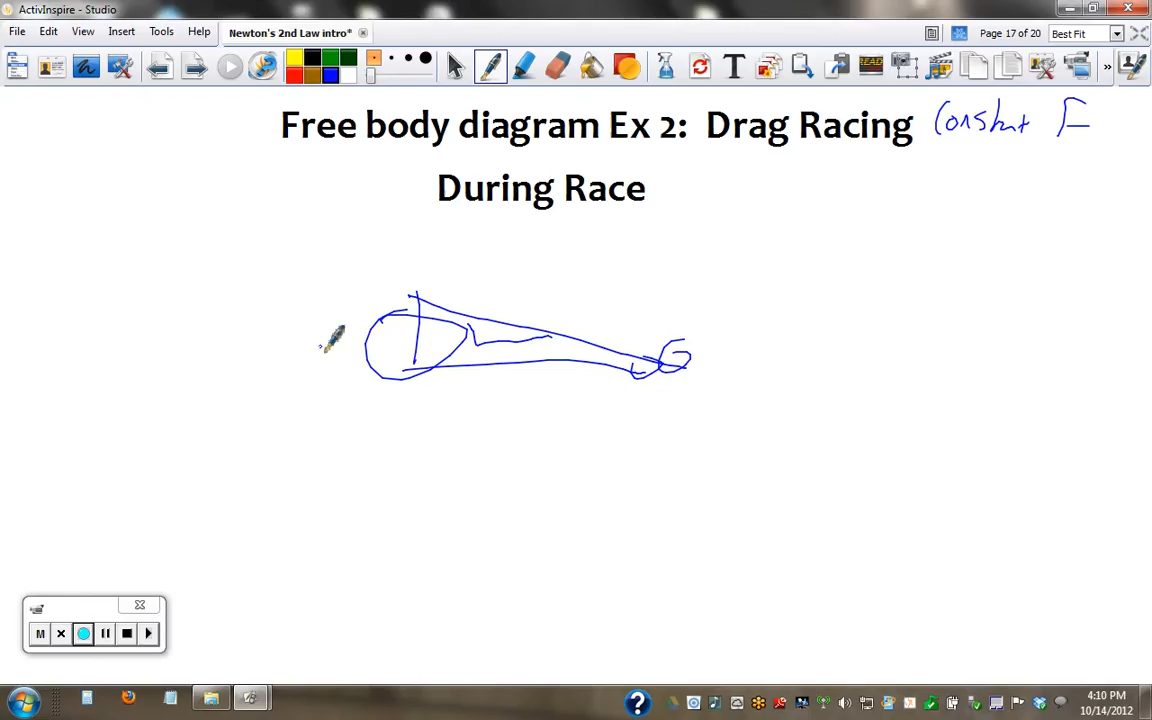 ActivInspire - Studio
File Edit View Insert Tools Help Newton's 2nd Law intro* Page 17 of 20 Best Fit
T READ »
Free body diagram Ex 2: Drag Racing Constant F
During Race
M
4:10 PM
10/14/2012